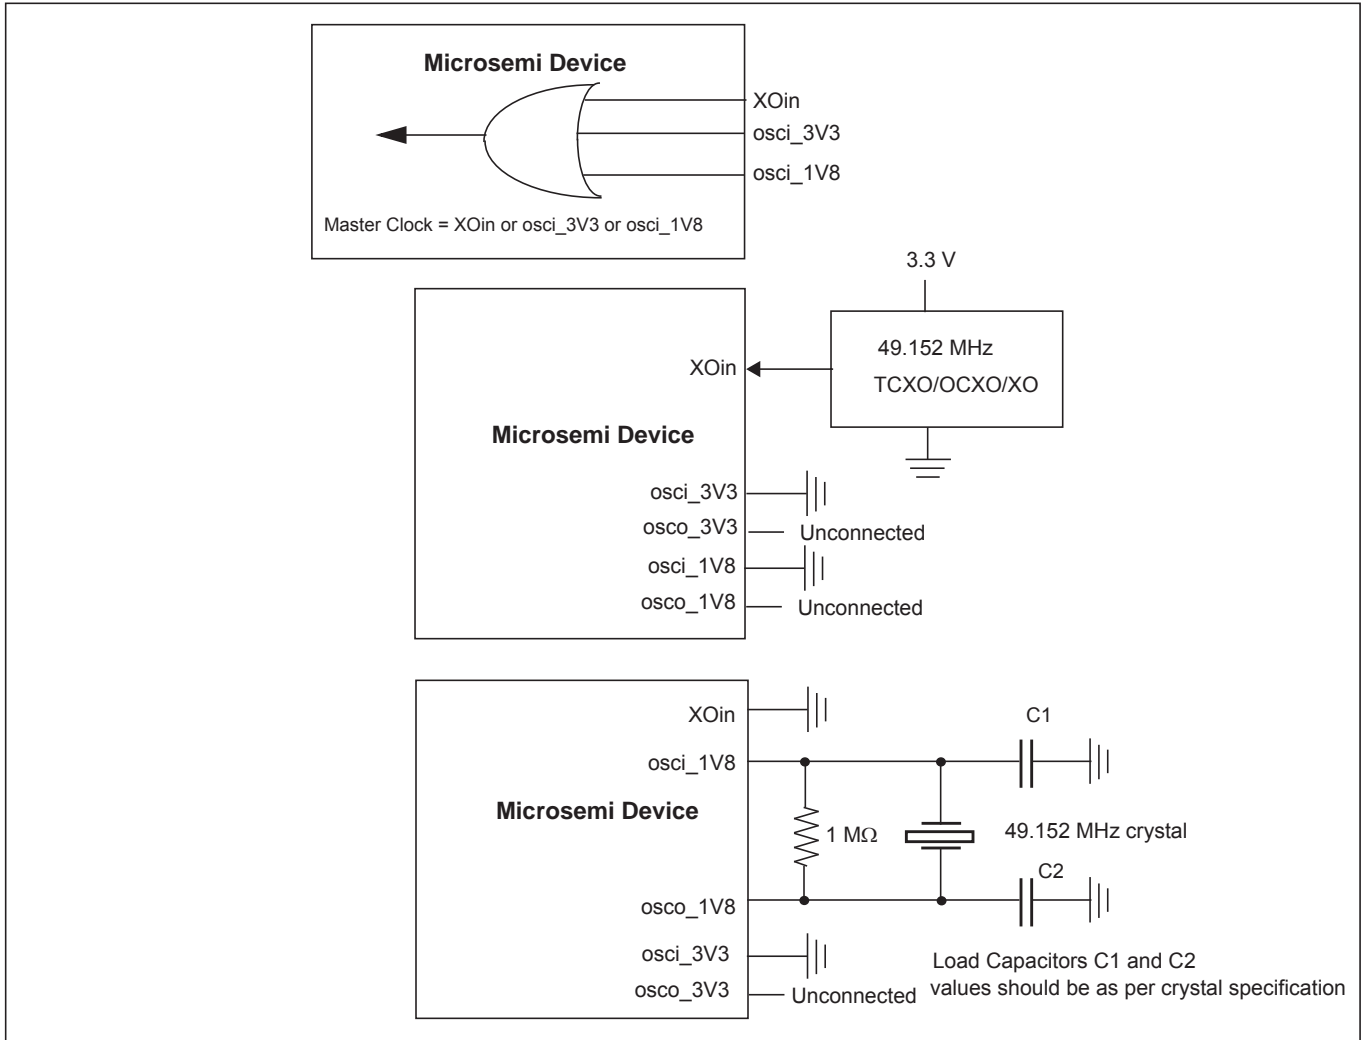 Microsemi Device
XOin
osci_3V3
osci_1V8
Master Clock = XOin or osci_3V3 or osci_1V8
3.3 V
49.152 MHz
TCXO/OCXO/XO
XOin
Microsemi Device
osci_3V3
osco_3V3
Unconnected
osci_1V8
osco_1V8
Unconnected
XOin
C1
osci_1V8
Microsemi Device
1 MΩ
49.152 MHz crystal
C2
osco_1V8
osci_3V3
osco_3V3
Unconnected
Load Capacitors C1 and C2
values should be as per crystal specification